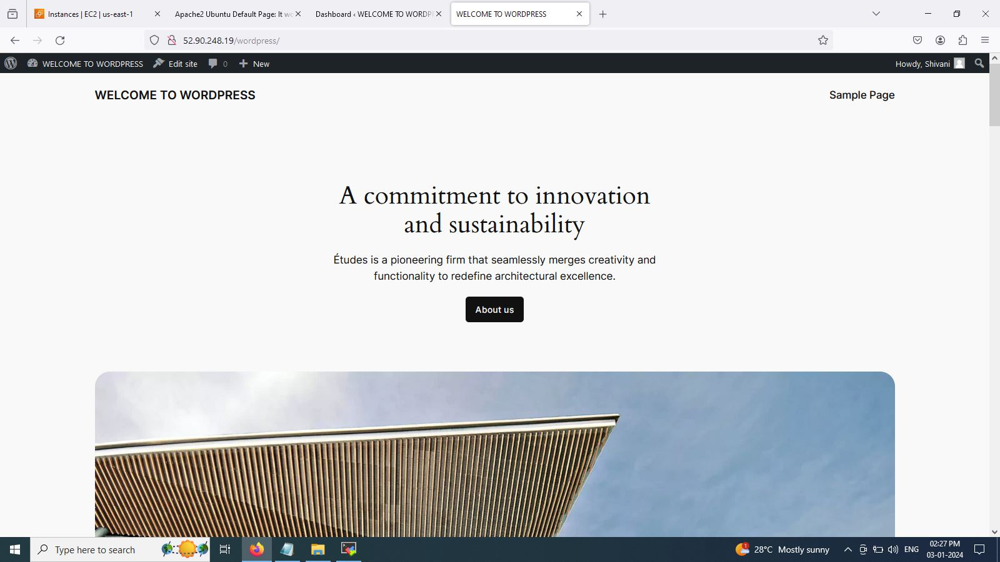 Instances | EC2 | us-east-1
Apache2 Ubuntu Default Page: It wo
Dashboard ‹ WELCOME TO WORDP
WELCOME TO WORDPRESS
52.90.248.19/wordpress/
WELCOME TO WORDPRESS
Edit site
0
New
Howdy, Shivani
WELCOME TO WORDPRESS
Sample Page
A commitment to innovation
and sustainability
Études is a pioneering firm that seamlessly merges creativity and
functionality to redefine architectural excellence.
About us
Type here to search
1
28°C Mostly sunny
ENG
02:27 PM
03-01-2024